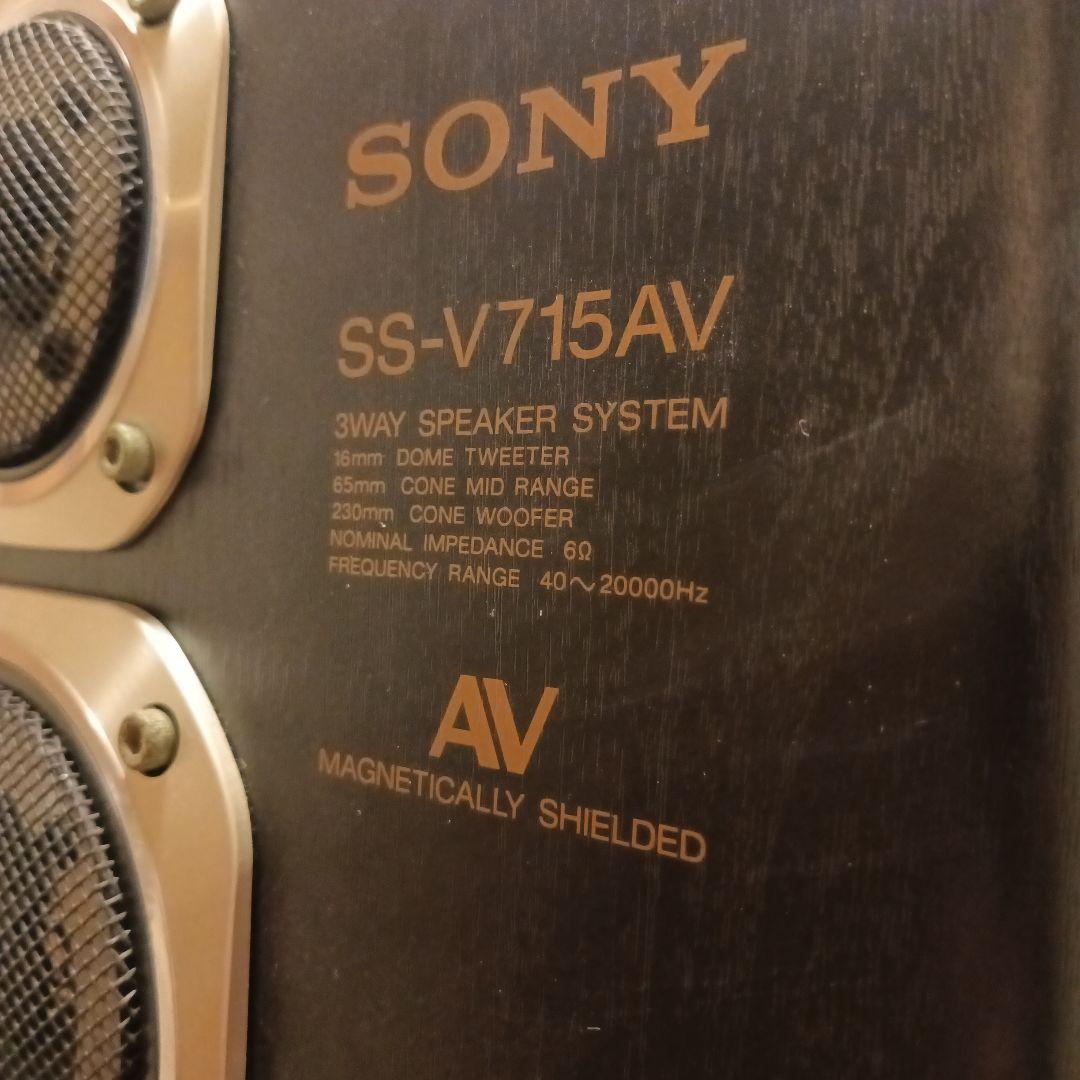 SONY
SS-V715AV
3WAY SPEAKER SYSTEM
16mm DOME TWEETER
65mm CONE MID RANGE
230mm CONE WOOFER
NOMINAL IMPEDANCE 6Ω
FREQUENCY RANGE 40～20000Hz
AV
MAGNETICALLY SHIELDED